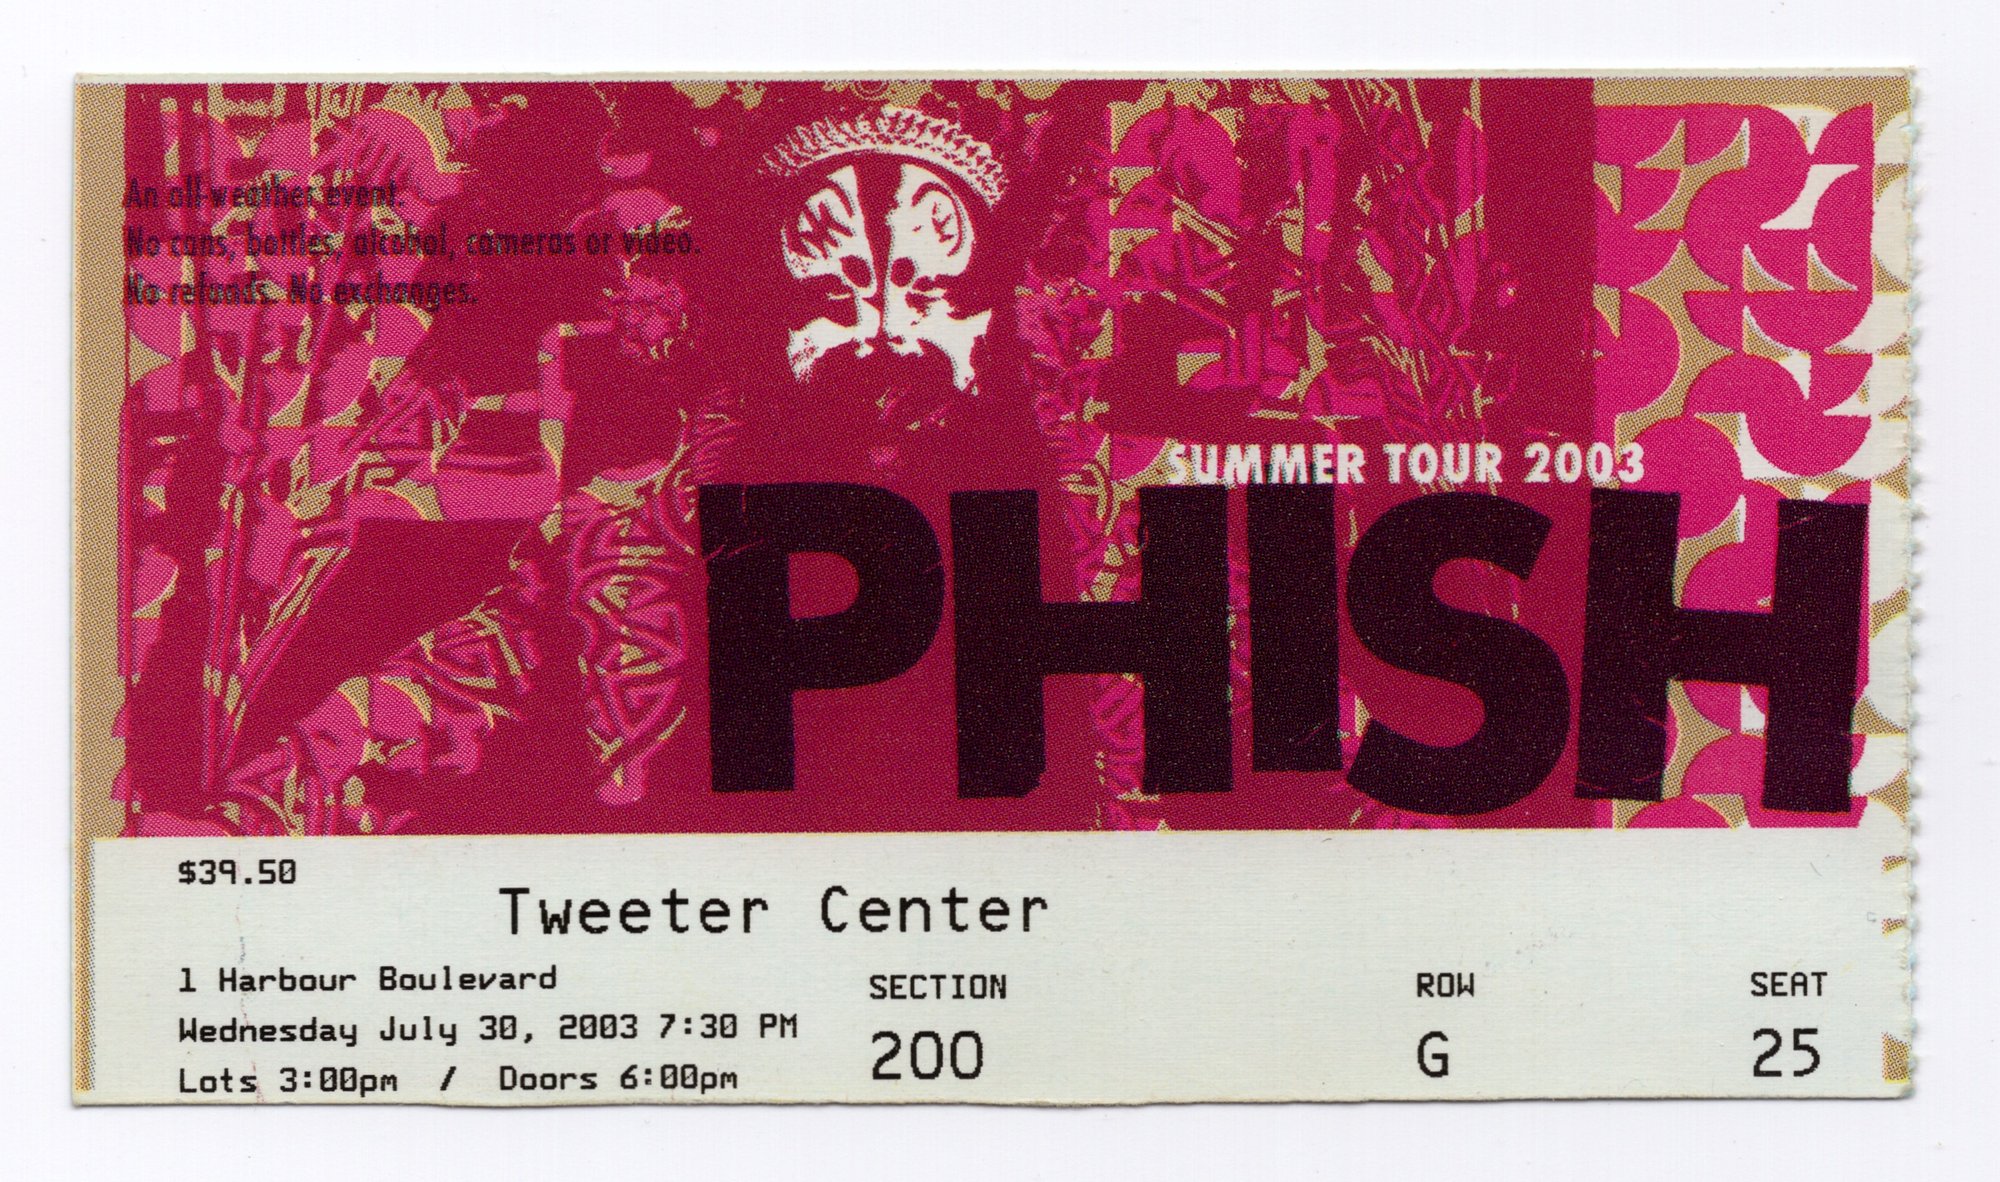 An all-weather event.
No cans, bottles, alcohol, cameras or video.
No refunds. No exchanges.
SUMMER TOUR 2003
PHISH
$39.50
Tweeter Center
1 Harbour Boulevard
Wednesday July 30, 2003 7:30 PM
Lots 3:00pm / Doors 6:00pm
SECTION ROW SEAT
200 G 25